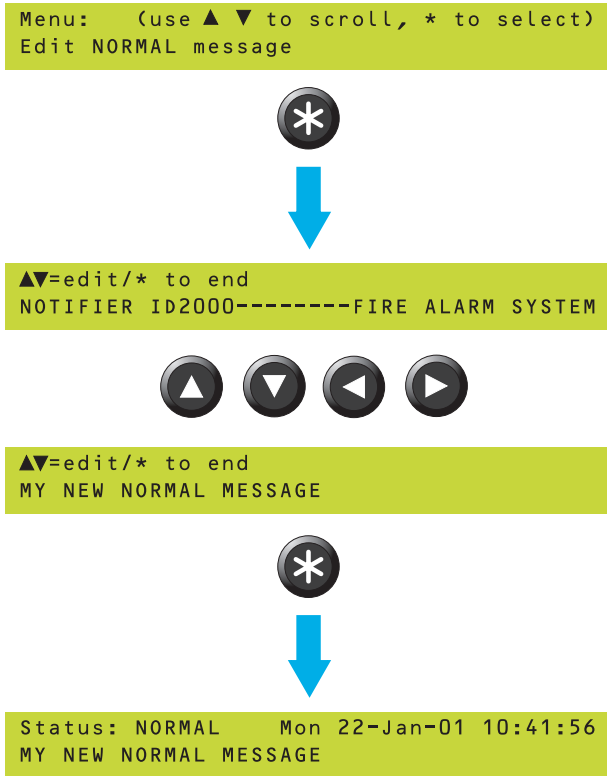 Menu: (use ▲ ▼ to scroll, * to select)
Edit NORMAL message
▲▼=edit/* to end
NOTIFIER ID2000--------FIRE ALARM SYSTEM
▲▼=edit/* to end
MY NEW NORMAL MESSAGE
Status: NORMAL Mon 22-Jan-01 10:41:56
MY NEW NORMAL MESSAGE